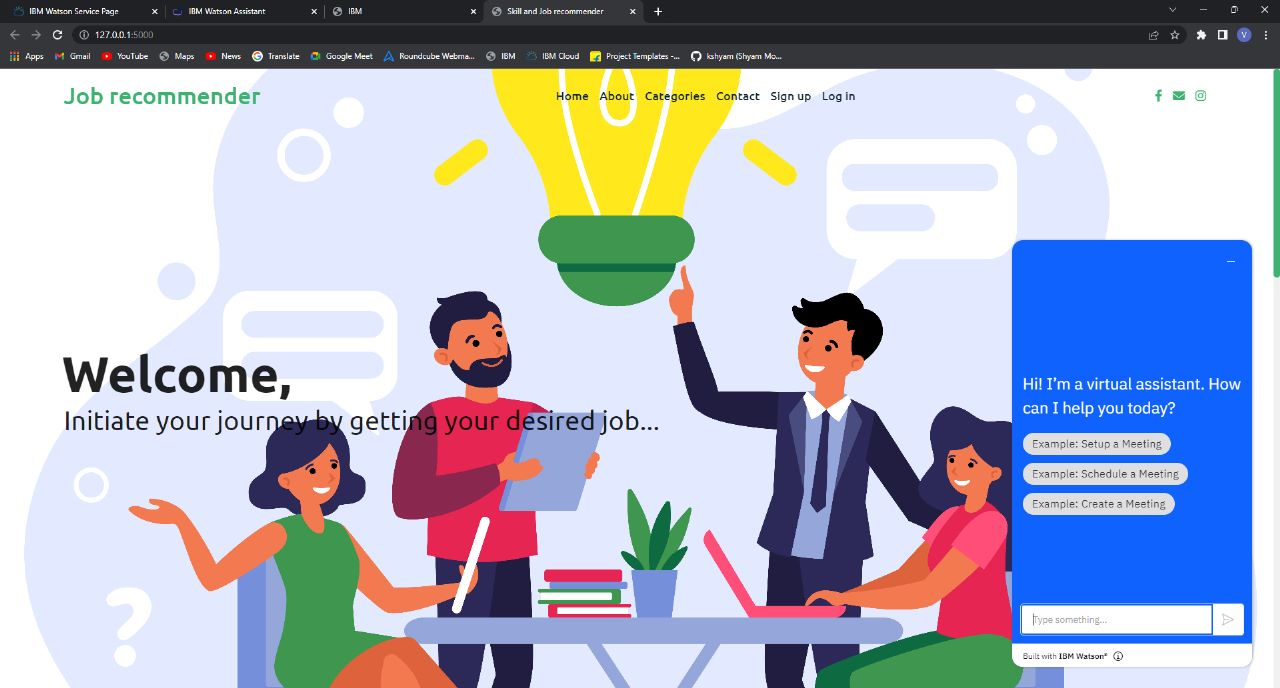 IBM Watson Service Page
IBM Watson Assistant
IBM
Skill and Job recommender
127.0.0.1:5000
V
Apps
Gmail
YouTube
Maps
News
Translate
Google Meet
Roundcube Webma...
IBM
IBM Cloud
Project Templates -...
kshyam (Shyam Mo...
Job recommender
Home About Categories Contact Sign up Log in
Welcome,
Initiate your journey by getting your desired job...
?
Hi! I'm a virtual assistant. How
can I help you today?
Example: Setup a Meeting
Example: Schedule a Meeting
Example: Create a Meeting
Type something...
Built with IBM Watson®